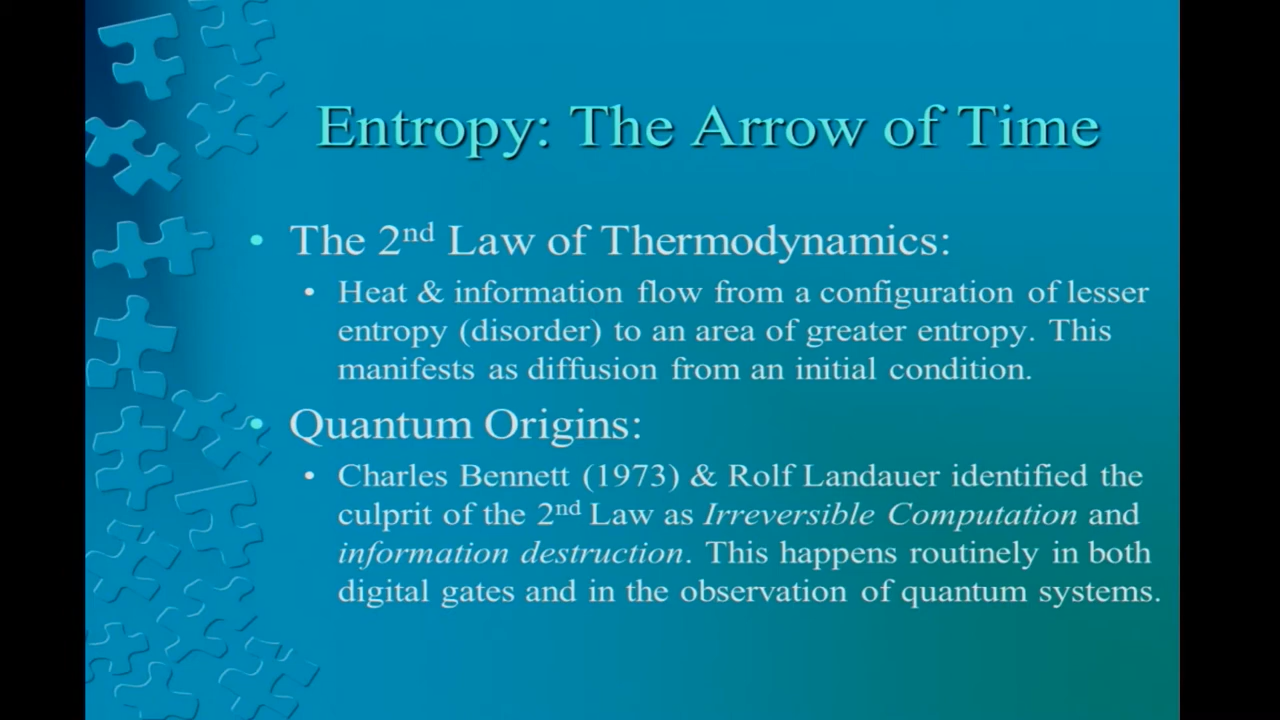 Entropy: The Arrow of Time
• The 2nd Law of Thermodynamics:
• Heat & information flow from a configuration of lesser
entropy (disorder) to an area of greater entropy. This
manifests as diffusion from an initial condition.
• Quantum Origins:
• Charles Bennett (1973) & Rolf Landauer identified the
culprit of the 2nd Law as Irreversible Computation and
information destruction. This happens routinely in both
digital gates and in the observation of quantum systems.